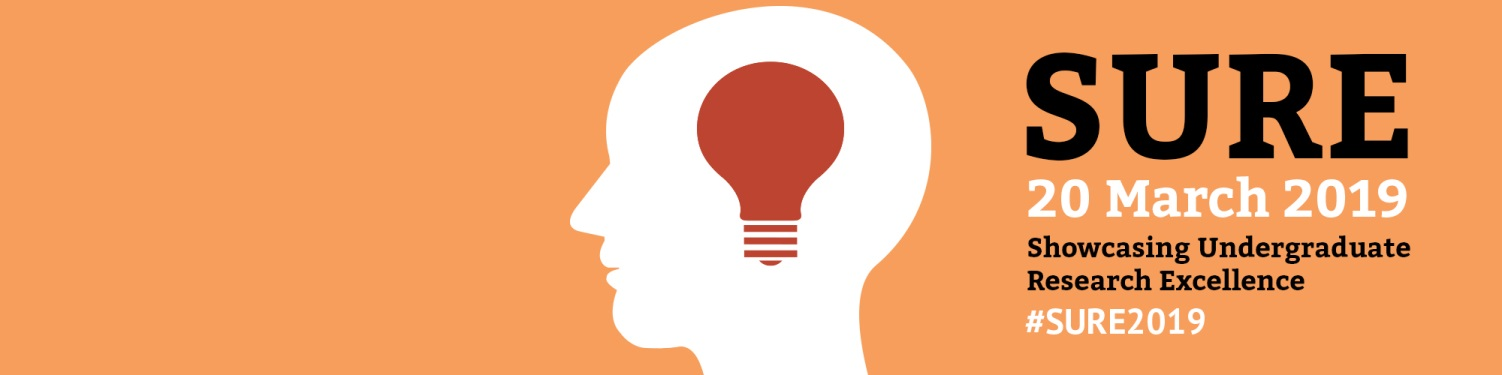 SURE
20 March 2019
Showcasing Undergraduate
Research Excellence
#SURE2019